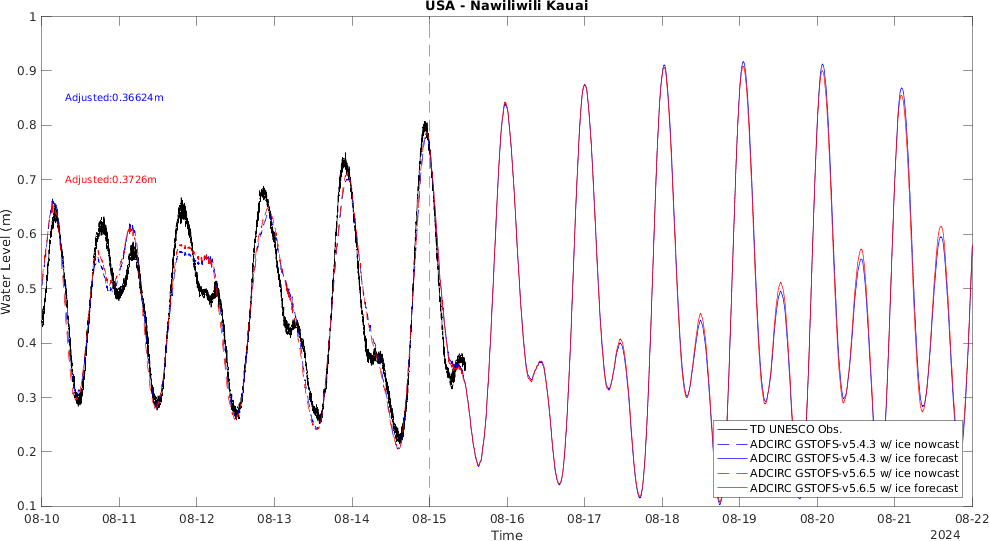 USA - Nawiliwili Kauai
1
0.9
0.8
0.7
0.6
0.5
0.4
0.3
0.2
0.1
Water Level (m)
Adjusted:0.36624m
Adjusted:0.3726m
TD UNESCO Obs.
ADCIRC GSTOFS-v5.4.3 w/ ice nowcast
ADCIRC GSTOFS-v5.4.3 w/ ice forecast
ADCIRC GSTOFS-v5.6.5 w/ ice nowcast
ADCIRC GSTOFS-v5.6.5 w/ ice forecast
08-10 08-11 08-12 08-13 08-14 08-15 08-16 08-17 08-18 08-19 08-20 08-21 08-22
Time
2024